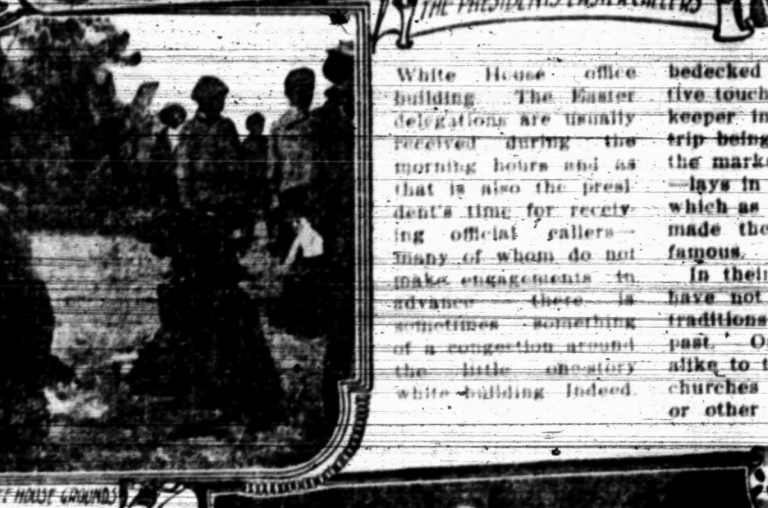 THE PRESIDENT'S EASTER CALLERS
White House office
building. The Easter
delegations are usually
received during the
morning hours and as
that is also the presi
dent's time for receiv-
ing official callers—
many of whom do not
make engagements in
advance there is
sometimes something
of a congestion around
the little one-story
white building Indeed
bedecked
tive touch
keeper in
trip being
the marke
—lays in
which as
made the
famous.
In their
have not
traditions
past. O
alike to t
churches
or other
HOUSE GROUNDS